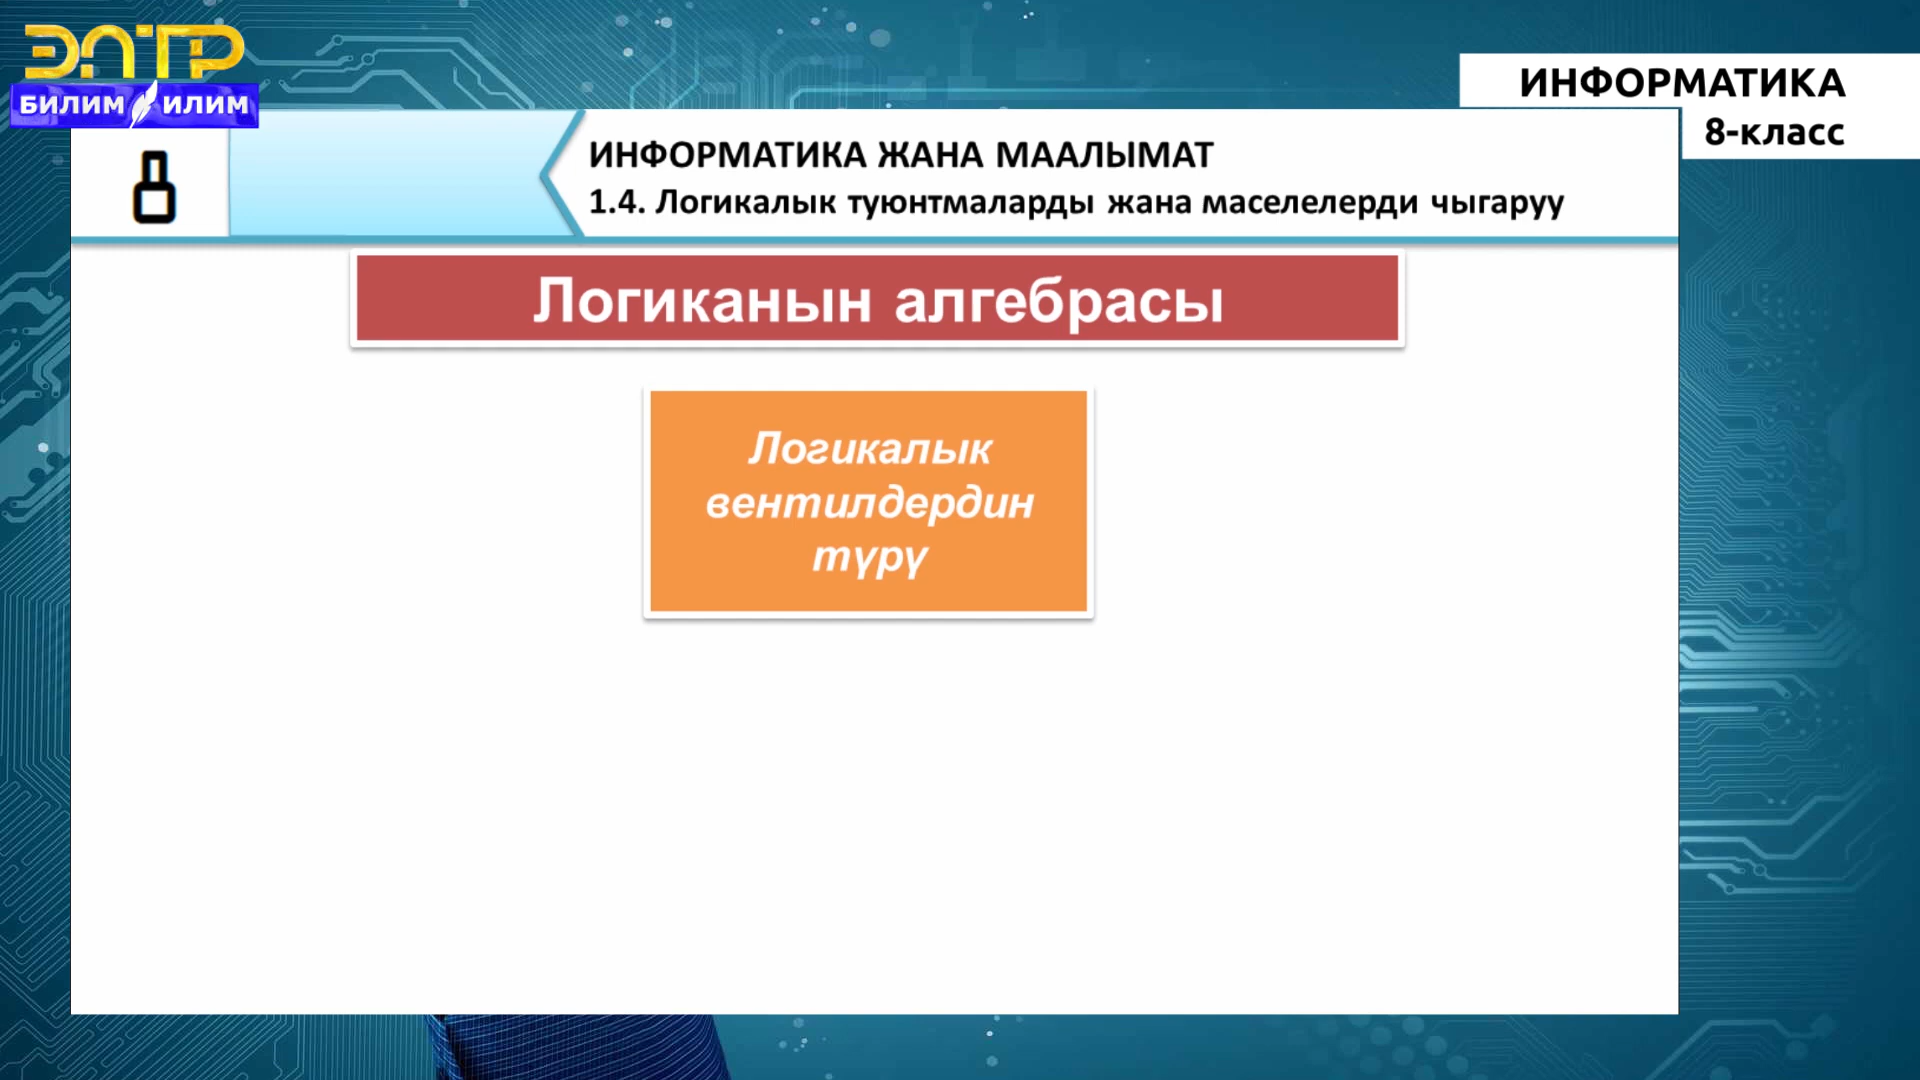 ЭЛТР
БИЛИМ ИЛИМ
ИНФОРМАТИКА
8-класс
8
ИНФОРМАТИКА ЖАНА МААЛЫМАТ
1.4. Логикалык туюнтмаларды жана маселелерди чыгаруу
Логиканын алгебрасы
Логикалык
вентилдердин
түрү